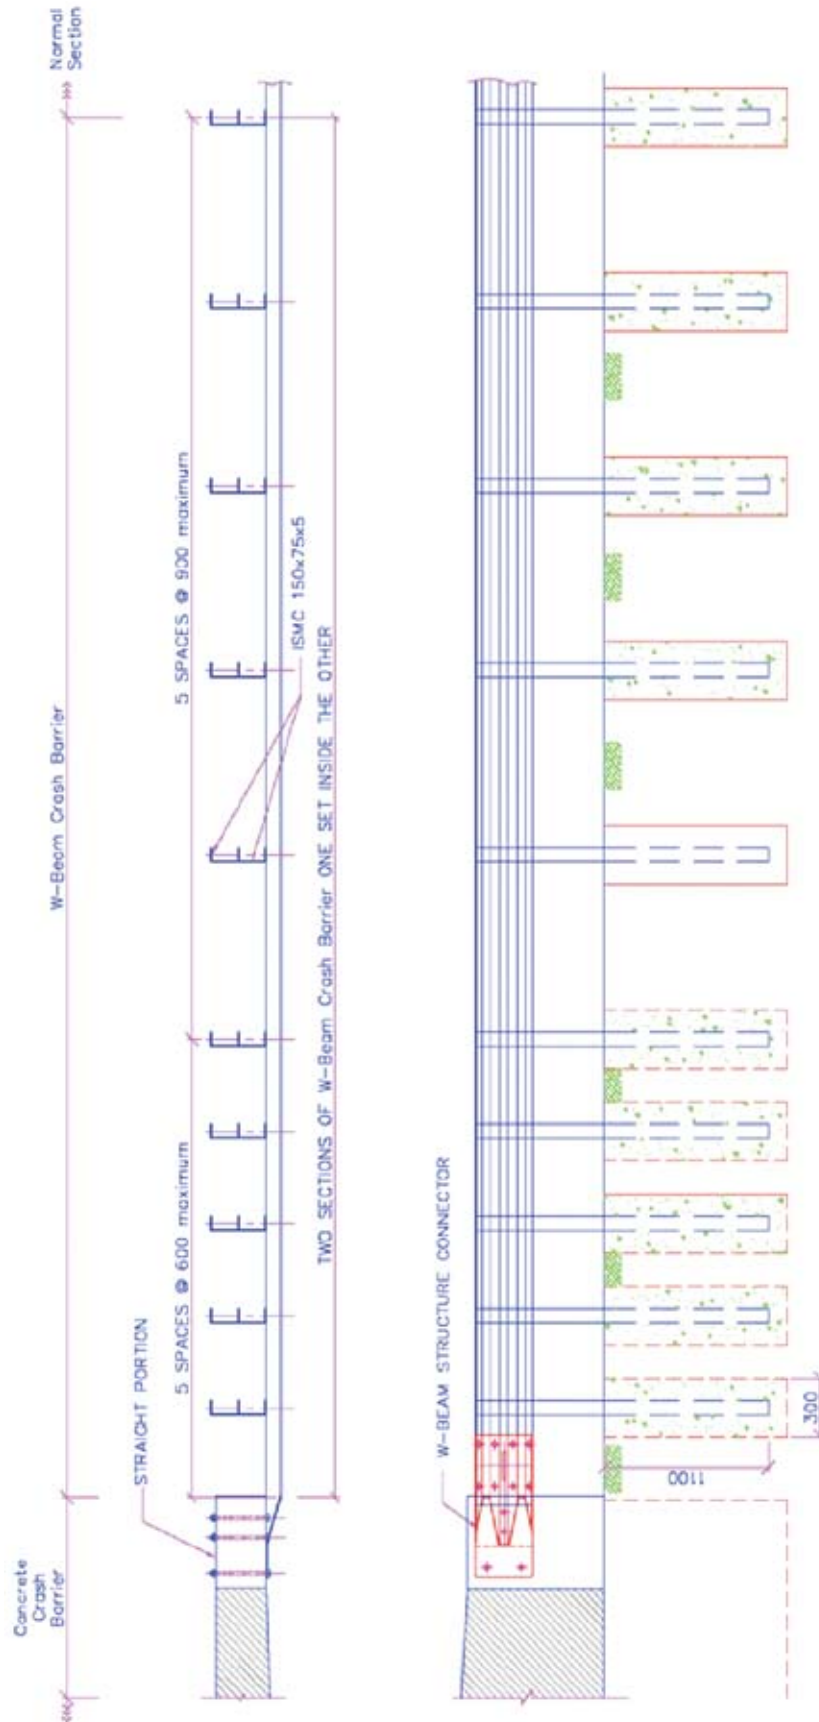 Concrete
Crash
Barrier
W-Beam Crash Barrier
Normal
Section
STRAIGHT PORTION
5 SPACES @ 600 maximum
5 SPACES @ 900 maximum
ISMC 150x75x5
TWO SECTIONS OF W-Beam Crash Barrier ONE SET INSIDE THE OTHER
W-BEAM STRUCTURE CONNECTOR
1100
300